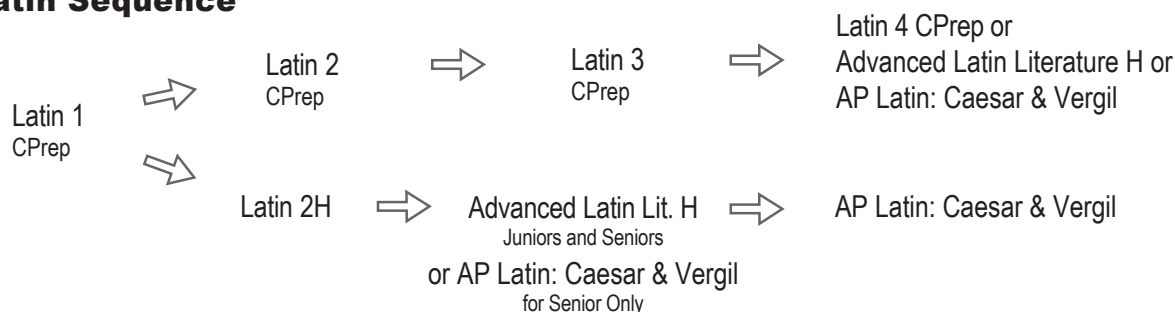 Sequence
Latin 1
CPrep
Latin 2
CPrep
Latin 3
CPrep
Latin 4 CPrep or
Advanced Latin Literature H or
AP Latin: Caesar & Vergil
Latin 2H
Advanced Latin Lit. H
Juniors and Seniors
or AP Latin: Caesar & Vergil
for Senior Only
AP Latin: Caesar & Vergil